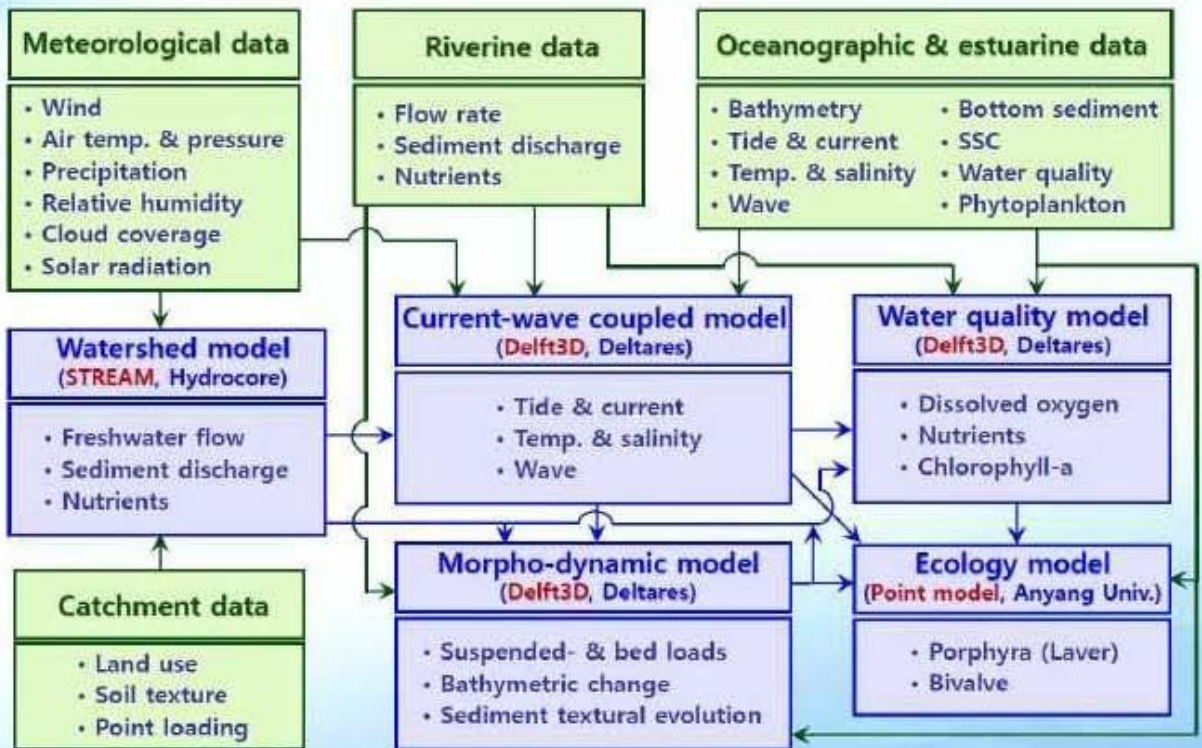 Meteorological data
• Wind
• Air temp. & pressure
• Precipitation
• Relative humidity
• Cloud coverage
• Solar radiation
Riverine data
• Flow rate
• Sediment discharge
• Nutrients
Oceanographic & estuarine data
• Bathymetry
• Tide & current
• Temp. & salinity
• Wave
• Bottom sediment
• SSC
• Water quality
• Phytoplankton
Watershed model
(STREAM, Hydrocore)
• Freshwater flow
• Sediment discharge
• Nutrients
Current-wave coupled model
(Delft3D, Deltares)
• Tide & current
• Temp. & salinity
• Wave
Water quality model
(Delft3D, Deltares)
• Dissolved oxygen
• Nutrients
• Chlorophyll-a
Catchment data
• Land use
• Soil texture
• Point loading
Morpho-dynamic model
(Delft3D, Deltares)
• Suspended- & bed loads
• Bathymetric change
• Sediment textural evolution
Ecology model
(Point model, Anyang Univ.)
• Porphyra (Laver)
• Bivalve